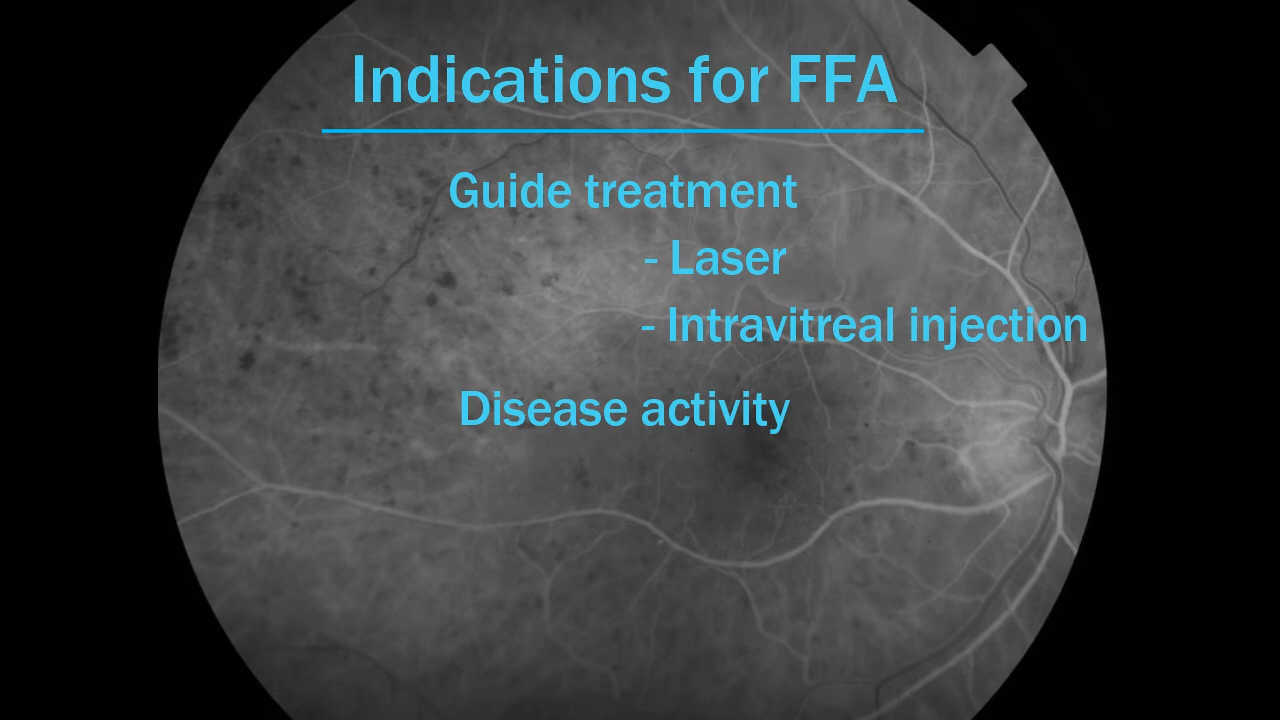 Indications for FFA
Guide treatment
- Laser
- Intravitreal injection
Disease activity